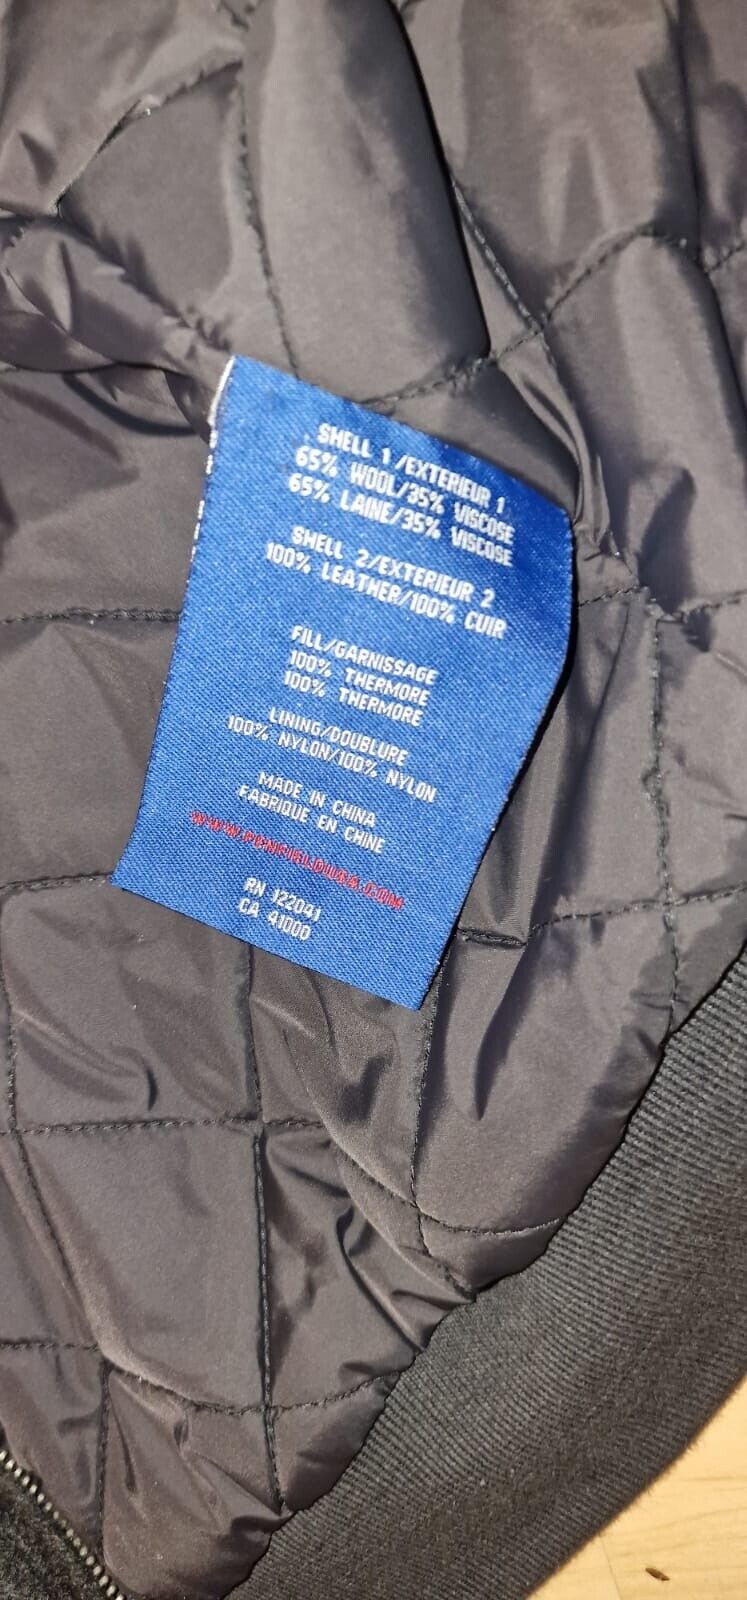 SHELL 1/EXTERIEUR 1
65% WOOL/35% VISCOSE
65% LAINE/35% VISCOSE
SHELL 2/EXTERIEUR 2
100% LEATHER/100% CUIR
FILL/GARNISSAGE
100% THERMORE
100% THERMORE
LINING/DOUBLURE
100% NYLON/100% NYLON
MADE IN CHINA
FABRIQUE EN CHINE
WWW.PENFIELDUSA.COM
RN 122041
CA 41000